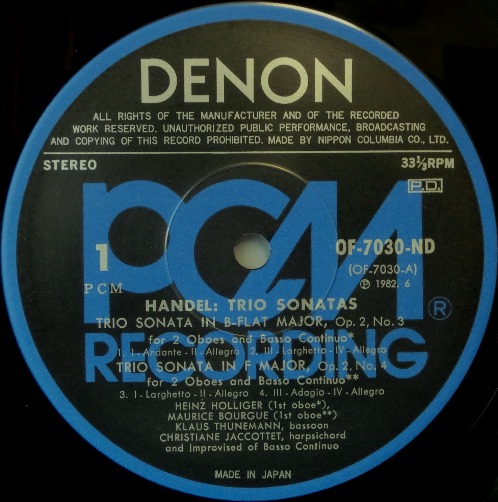 DENON
ALL RIGHTS OF THE MANUFACTURER AND OF THE RECORDED
WORK RESERVED. UNAUTHORIZED PUBLIC PERFORMANCE, BROADCASTING
AND COPYING OF THIS RECORD PROHIBITED. MADE BY NIPPON COLUMBIA CO., LTD.
STEREO 33⅓RPM
P.D.
PCM
RECORDING®
1 OF-7030-ND
PCM (OF-7030-A)
℗ 1982. 6
HANDEL: TRIO SONATAS
TRIO SONATA IN B-FLAT MAJOR, Op. 2, No. 3
for 2 Oboes and Basso Continuo*
1. I - Andante - II - Allegro 2. III - Larghetto - IV - Allegro
TRIO SONATA IN F MAJOR, Op. 2, No. 4
for 2 Oboes and Basso Continuo**
3. I - Larghetto - II - Allegro 4. III - Adagio - IV - Allegro
HEINZ HOLLIGER (1st oboe*),
MAURICE BOURGUE (1st oboe**)
KLAUS THUNEMANN, bassoon
CHRISTIANE JACCOTTET, harpsichord
and improvised of Basso Continuo
MADE IN JAPAN